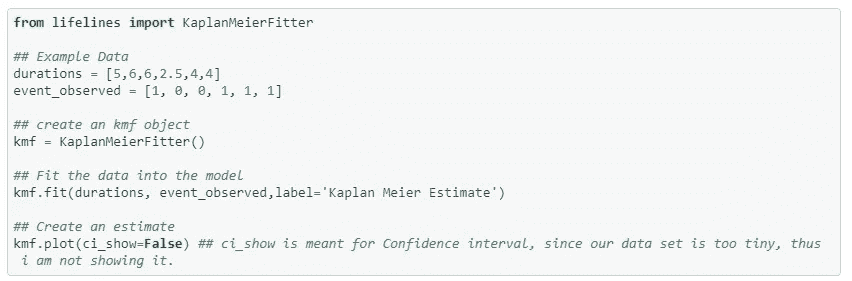 from lifelines import KaplanMeierFitter
## Example Data
durations = [5,6,6,2.5,4,4]
event_observed = [1, 0, 0, 1, 1, 1]
## create an kmf object
kmf = KaplanMeierFitter()
## Fit the data into the model
kmf.fit(durations, event_observed,label='Kaplan Meier Estimate')
## Create an estimate
kmf.plot(ci_show=False) ## ci_show is meant for Confidence interval, since our data set is too tiny, thus
i am not showing it.